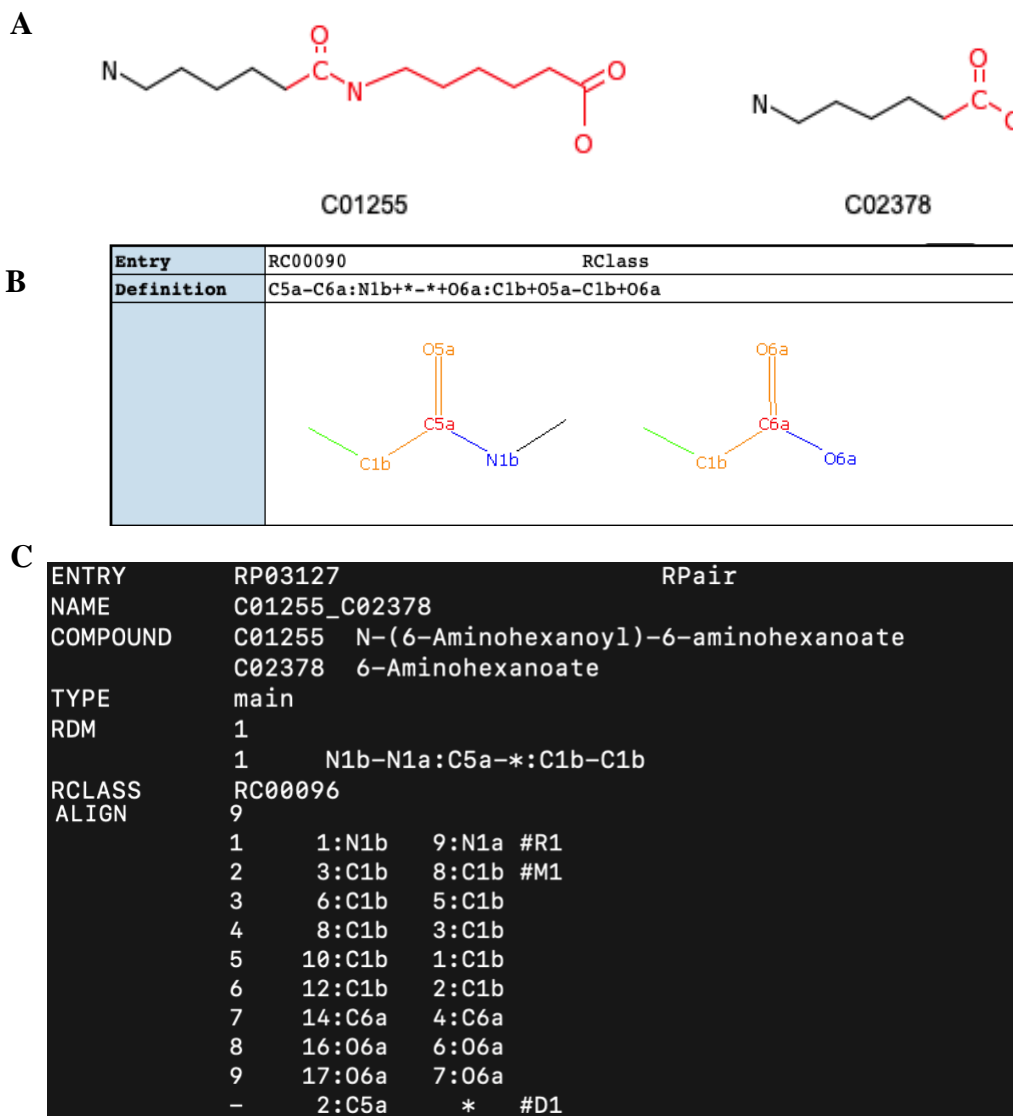 A
O
N C O
N
O
O
C
N O
C01255 C02378
B
Entry RC00090 RClass
Definition C5a-C6a:N1b+*-*+O6a:C1b+O5a-C1b+O6a
O5a O6a
C5a C6a
C1b N1b C1b O6a
C
ENTRY RP03127 RPair
NAME C01255_C02378
COMPOUND C01255 N-(6-Aminohexanoyl)-6-aminohexanoate
C02378 6-Aminohexanoate
TYPE main
RDM 1
1 N1b-N1a:C5a-*:C1b-C1b
RCLASS RC00096
ALIGN 9
1 1:N1b 9:N1a #R1
2 3:C1b 8:C1b #M1
3 6:C1b 5:C1b
4 8:C1b 3:C1b
5 10:C1b 1:C1b
6 12:C1b 2:C1b
7 14:C6a 4:C6a
8 16:O6a 6:O6a
9 17:O6a 7:O6a
- 2:C5a * #D1